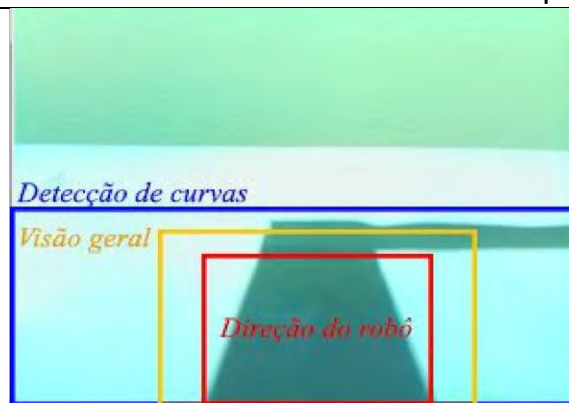 Detecção de curvas
Visão geral
Direção do robô